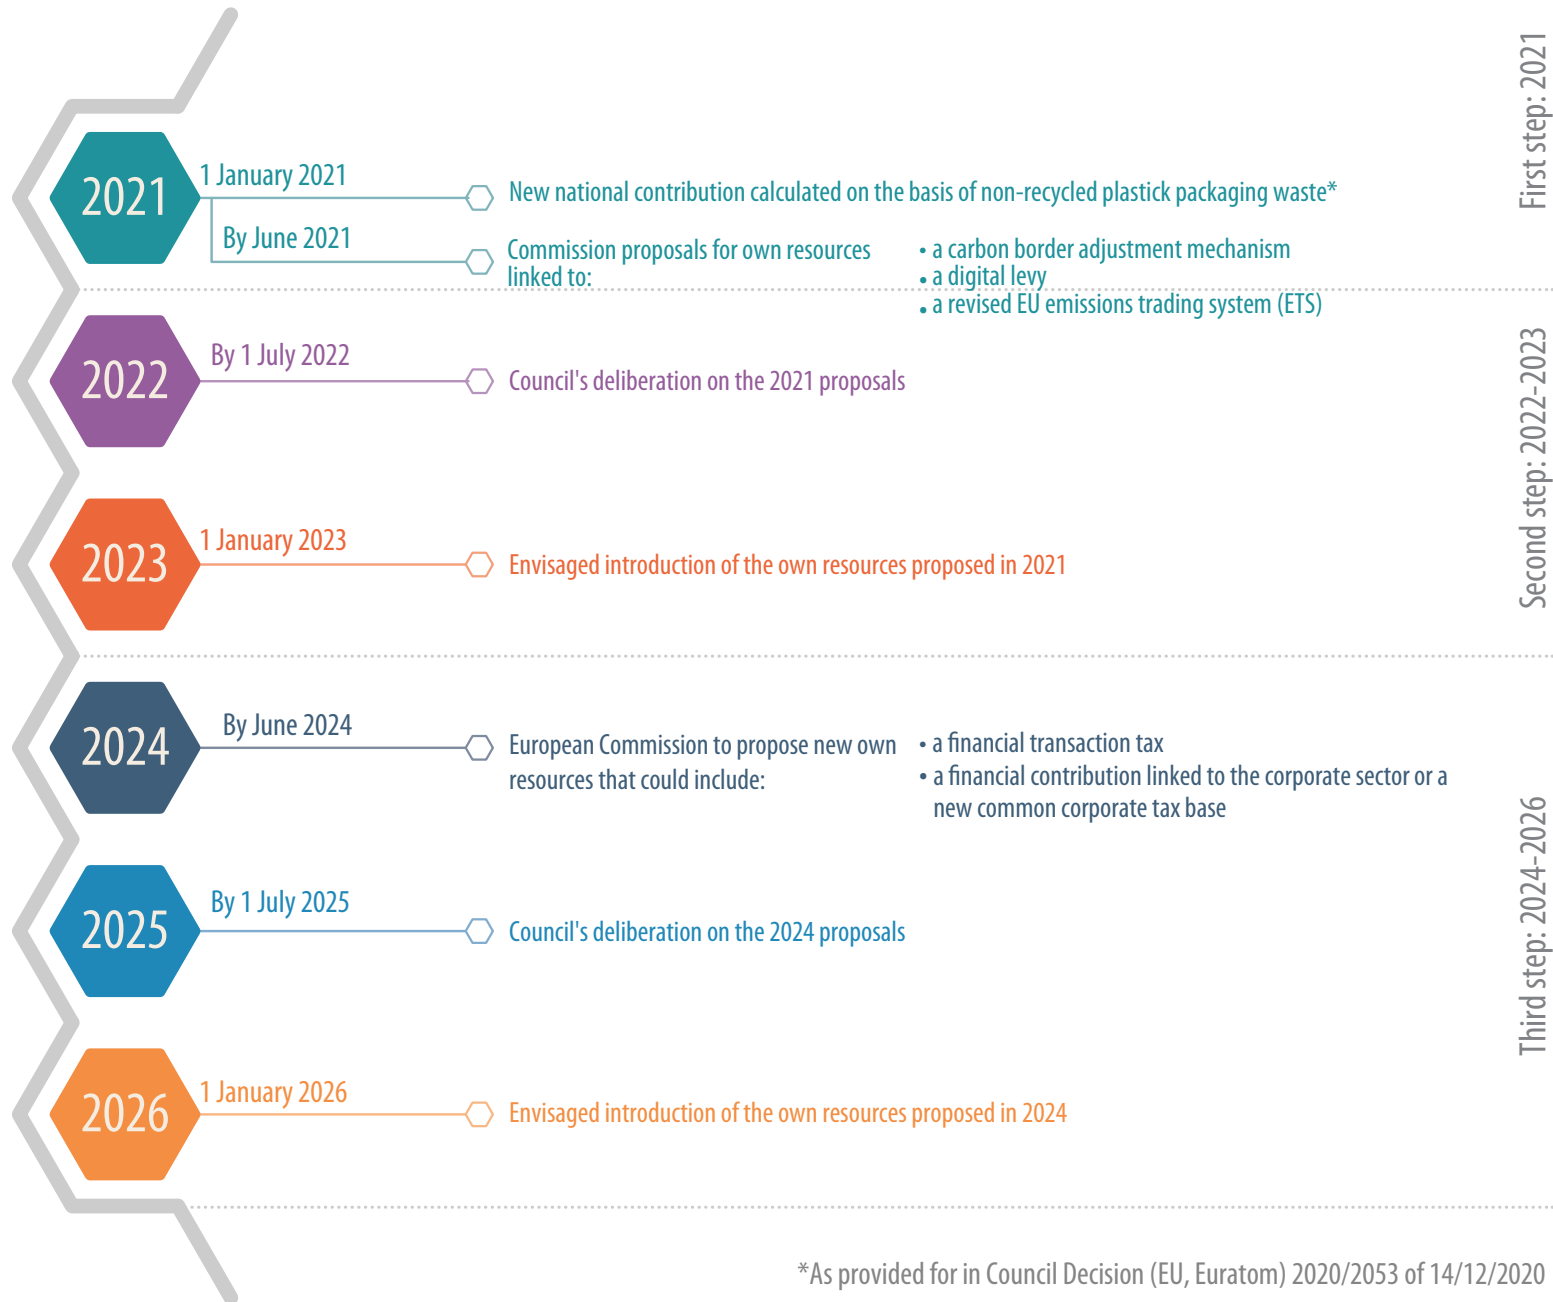 First step: 2021
2021
1 January 2021
New national contribution calculated on the basis of non-recycled plastick packaging waste*
By June 2021
Commission proposals for own resources
linked to:
• a carbon border adjustment mechanism
• a digital levy
• a revised EU emissions trading system (ETS)
Second step: 2022-2023
2022
By 1 July 2022
Council's deliberation on the 2021 proposals
2023
1 January 2023
Envisaged introduction of the own resources proposed in 2021
Third step: 2024-2026
2024
By June 2024
European Commission to propose new own
resources that could include:
• a financial transaction tax
• a financial contribution linked to the corporate sector or a
new common corporate tax base
2025
By 1 July 2025
Council's deliberation on the 2024 proposals
2026
1 January 2026
Envisaged introduction of the own resources proposed in 2024
*As provided for in Council Decision (EU, Euratom) 2020/2053 of 14/12/2020